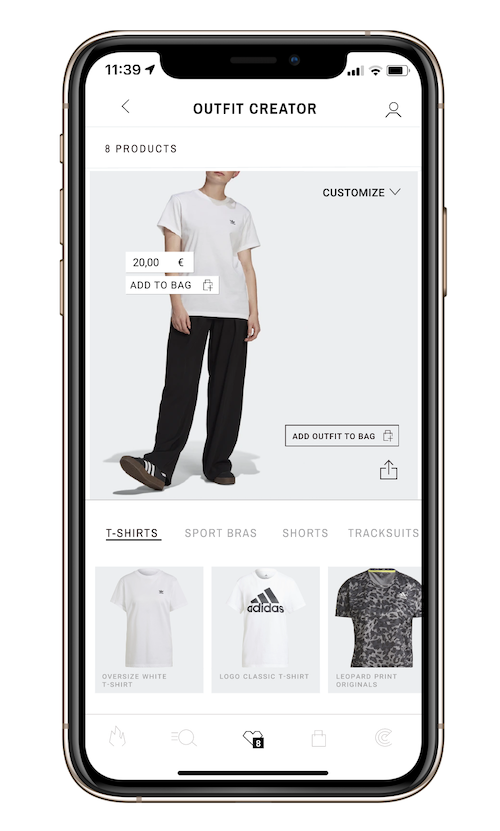 11:39
OUTFIT CREATOR
8 PRODUCTS
CUSTOMIZE
20,00 €
ADD TO BAG
ADD OUTFIT TO BAG
T-SHIRTS SPORT BRAS SHORTS TRACKSUITS
adidas
OVERSIZE WHITE
T-SHIRT
LOGO CLASSIC T-SHIRT
LEOPARD PRINT
ORIGINALS
8